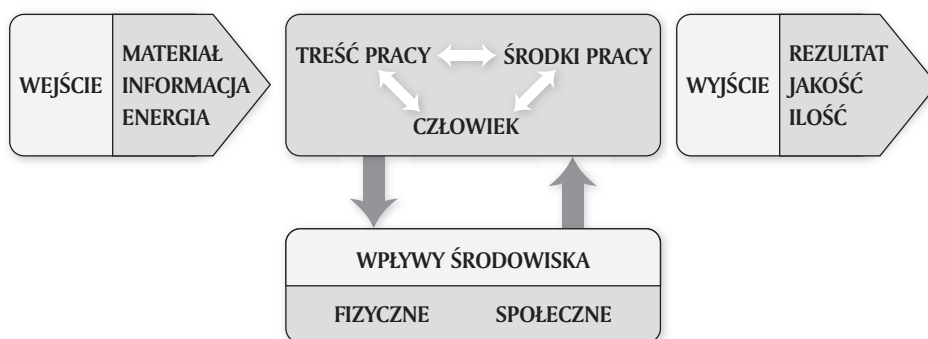 WEJŚCIE
MATERIAŁ
INFORMACJA
ENERGIA
TREŚĆ PRACY
ŚRODKI PRACY
CZŁOWIEK
WYJŚCIE
REZULTAT
JAKOŚĆ
ILOŚĆ
WPŁYWY ŚRODOWISKA
FIZYCZNE
SPOŁECZNE